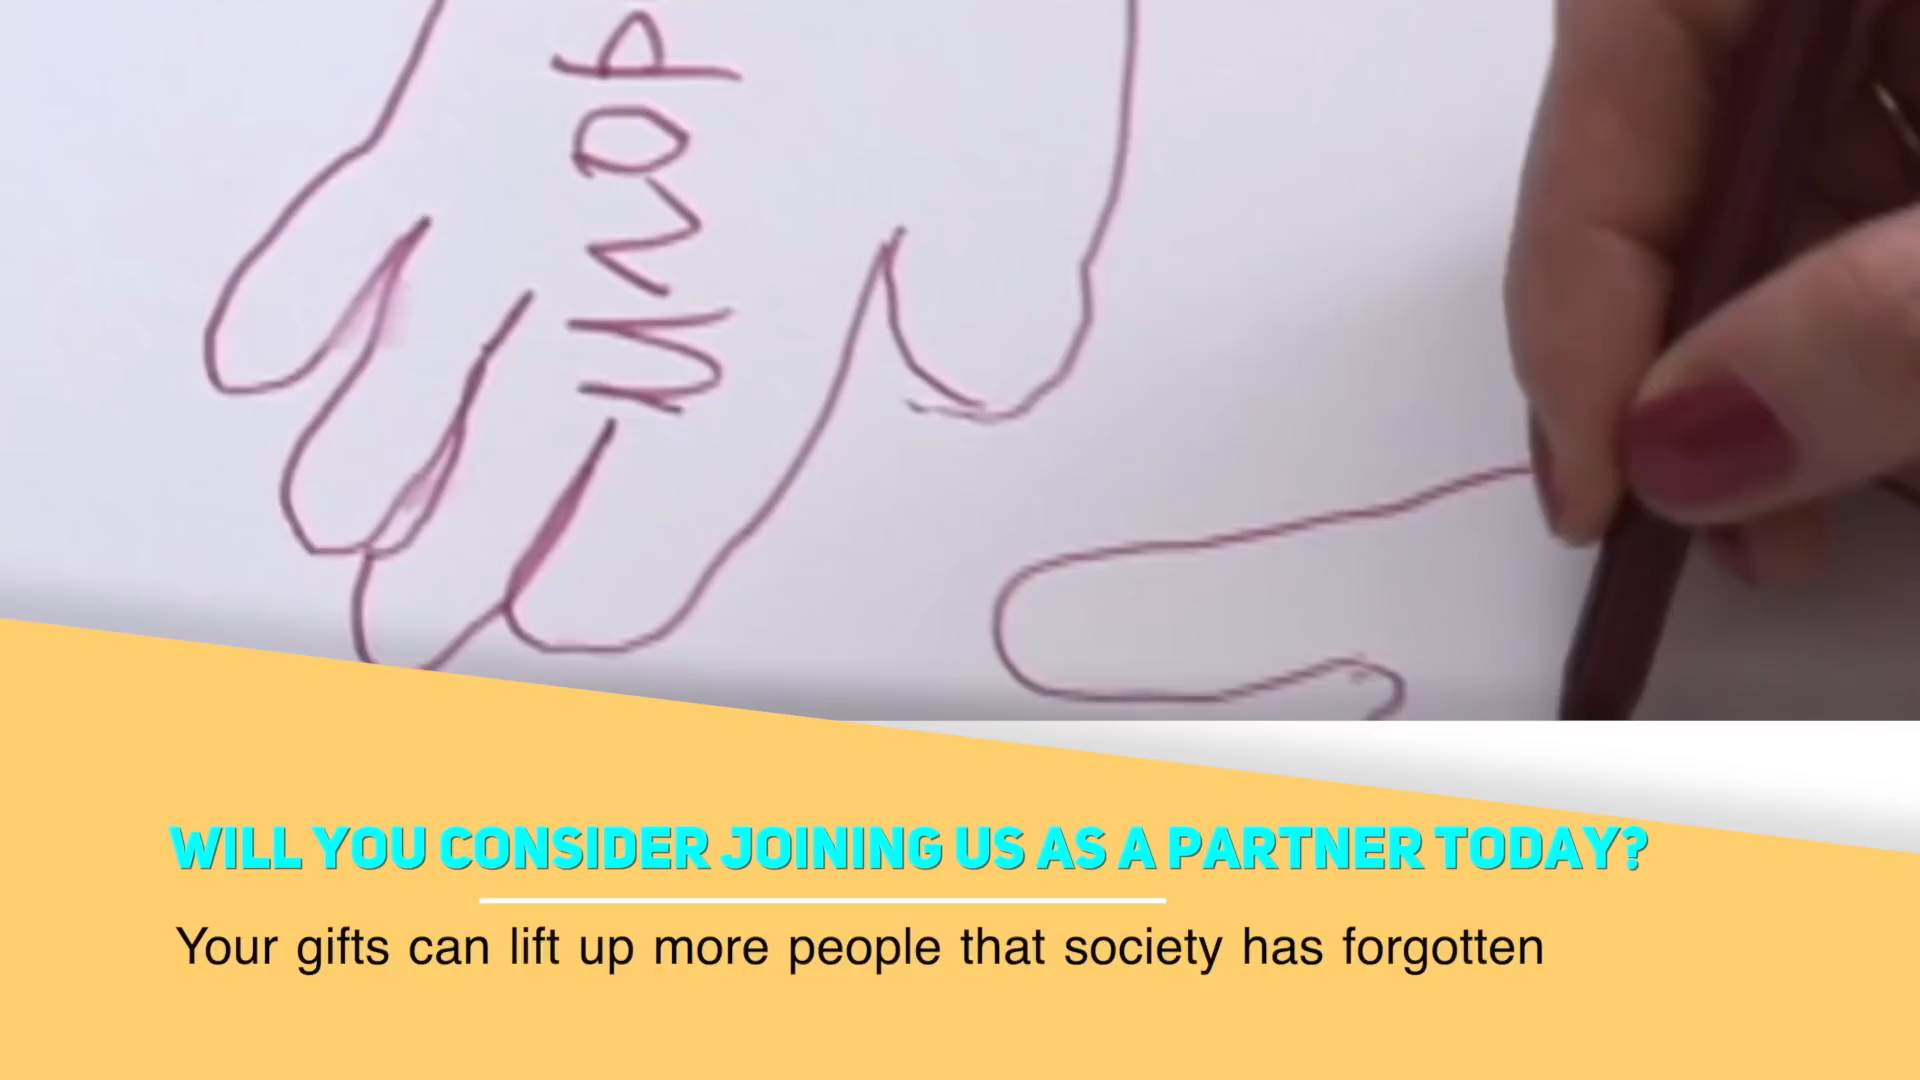 WILL YOU CONSIDER JOINING US AS A PARTNER TODAY?
Your gifts can lift up more people that society has forgotten